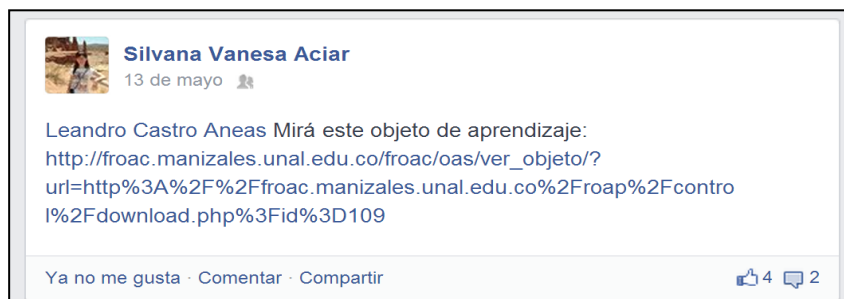 Silvana Vanesa Aciar
13 de mayo
Leandro Castro Aneas Mirá este objeto de aprendizaje:
http://froac.manizales.unal.edu.co/froac/oas/ver_objeto/?
url=http%3A%2F%2Ffroac.manizales.unal.edu.co%2Froap%2Fcontro
l%2Fdownload.php%3Fid%3D109
Ya no me gusta · Comentar · Compartir 4 2